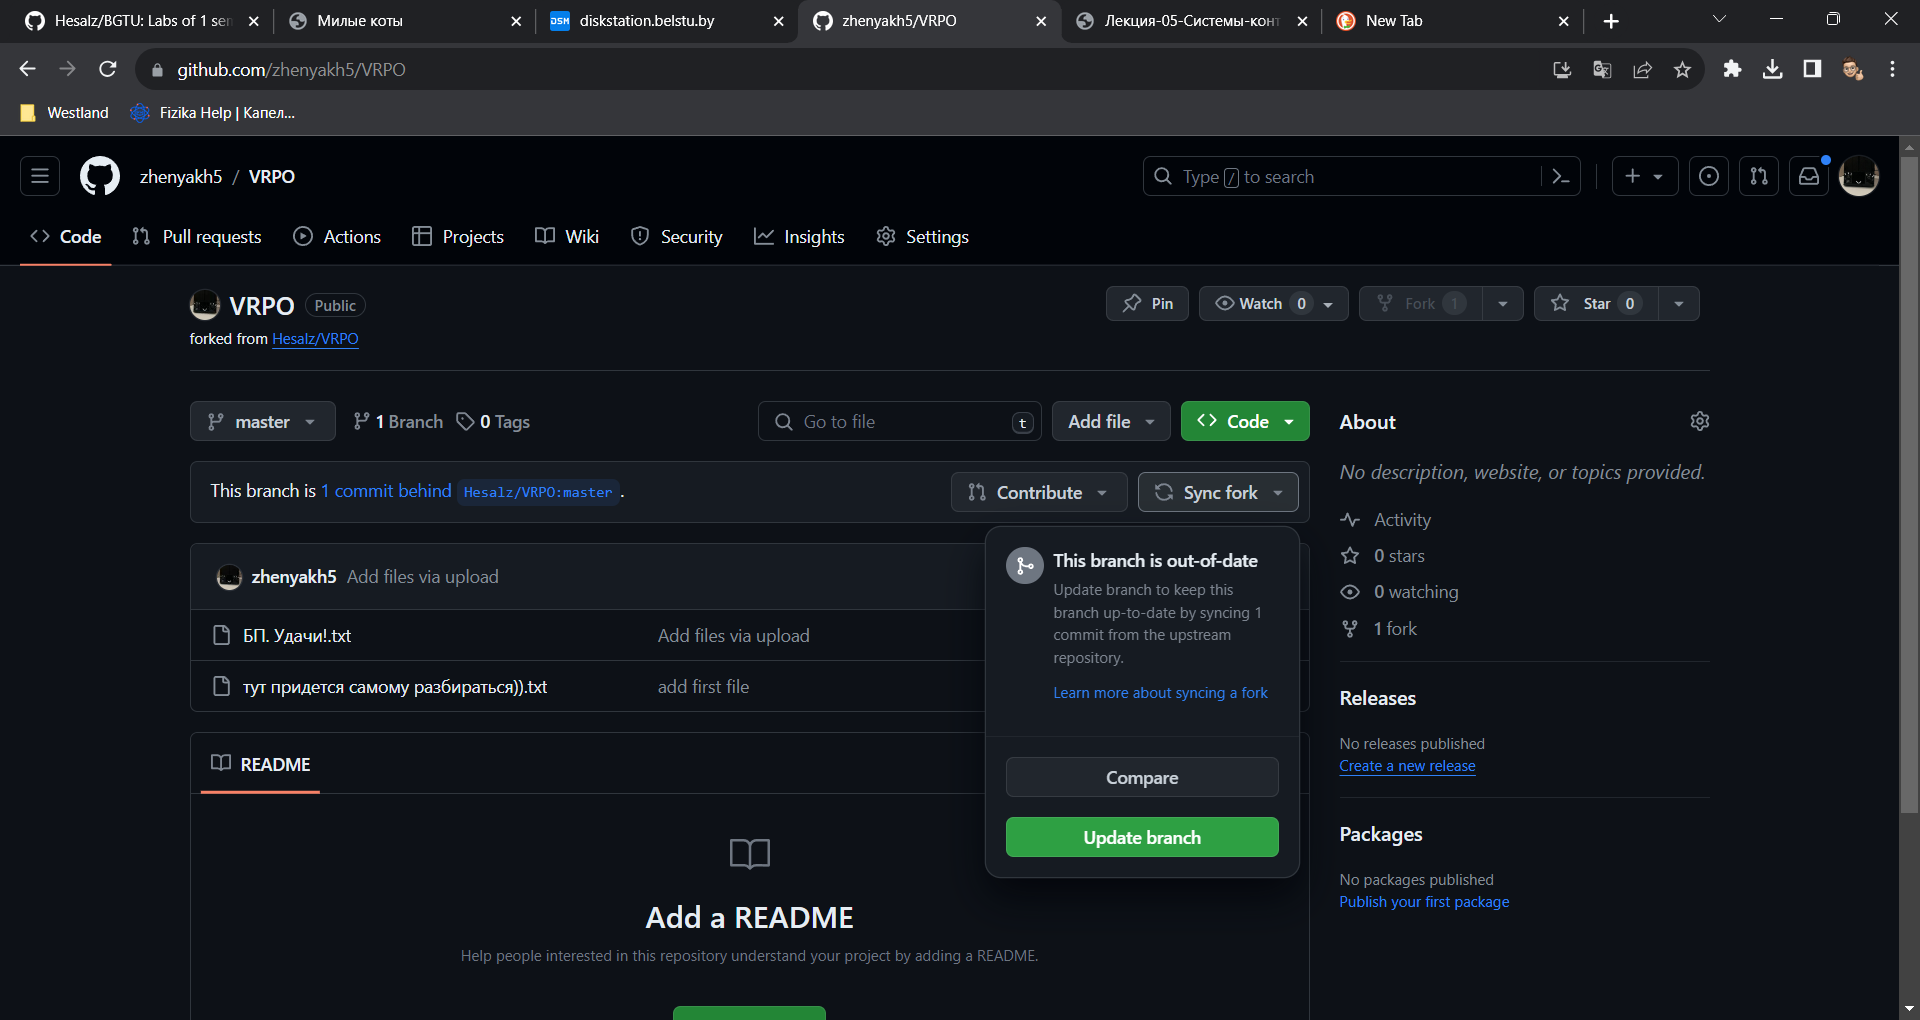 Hesalz/BGTU: Labs of 1 sem
Милые коты
DSM diskstation.belstu.by
zhenyakh5/VRPO
Лекция-05-Системы-конт
New Tab
github.com/zhenyakh5/VRPO
Westland
Fizika Help | Капел...
zhenyakh5 / VRPO
Type / to search
Code
Pull requests
Actions
Projects
Wiki
Security
Insights
Settings
VRPO Public
Pin
Watch 0
Fork 1
Star 0
forked from Hesalz/VRPO
master
1 Branch
0 Tags
Go to file t
Add file
Code
About
This branch is 1 commit behind Hesalz/VRPO:master .
Contribute
Sync fork
No description, website, or topics provided.
Activity
0 stars
0 watching
1 fork
This branch is out-of-date
Update branch to keep this
branch up-to-date by syncing 1
commit from the upstream
repository.
Learn more about syncing a fork
Compare
Update branch
zhenyakh5 Add files via upload
БП. Удачи!.txt
Add files via upload
тут придется самому разбираться)).txt
add first file
Releases
No releases published
Create a new release
README
Packages
No packages published
Publish your first package
Add a README
Help people interested in this repository understand your project by adding a README.